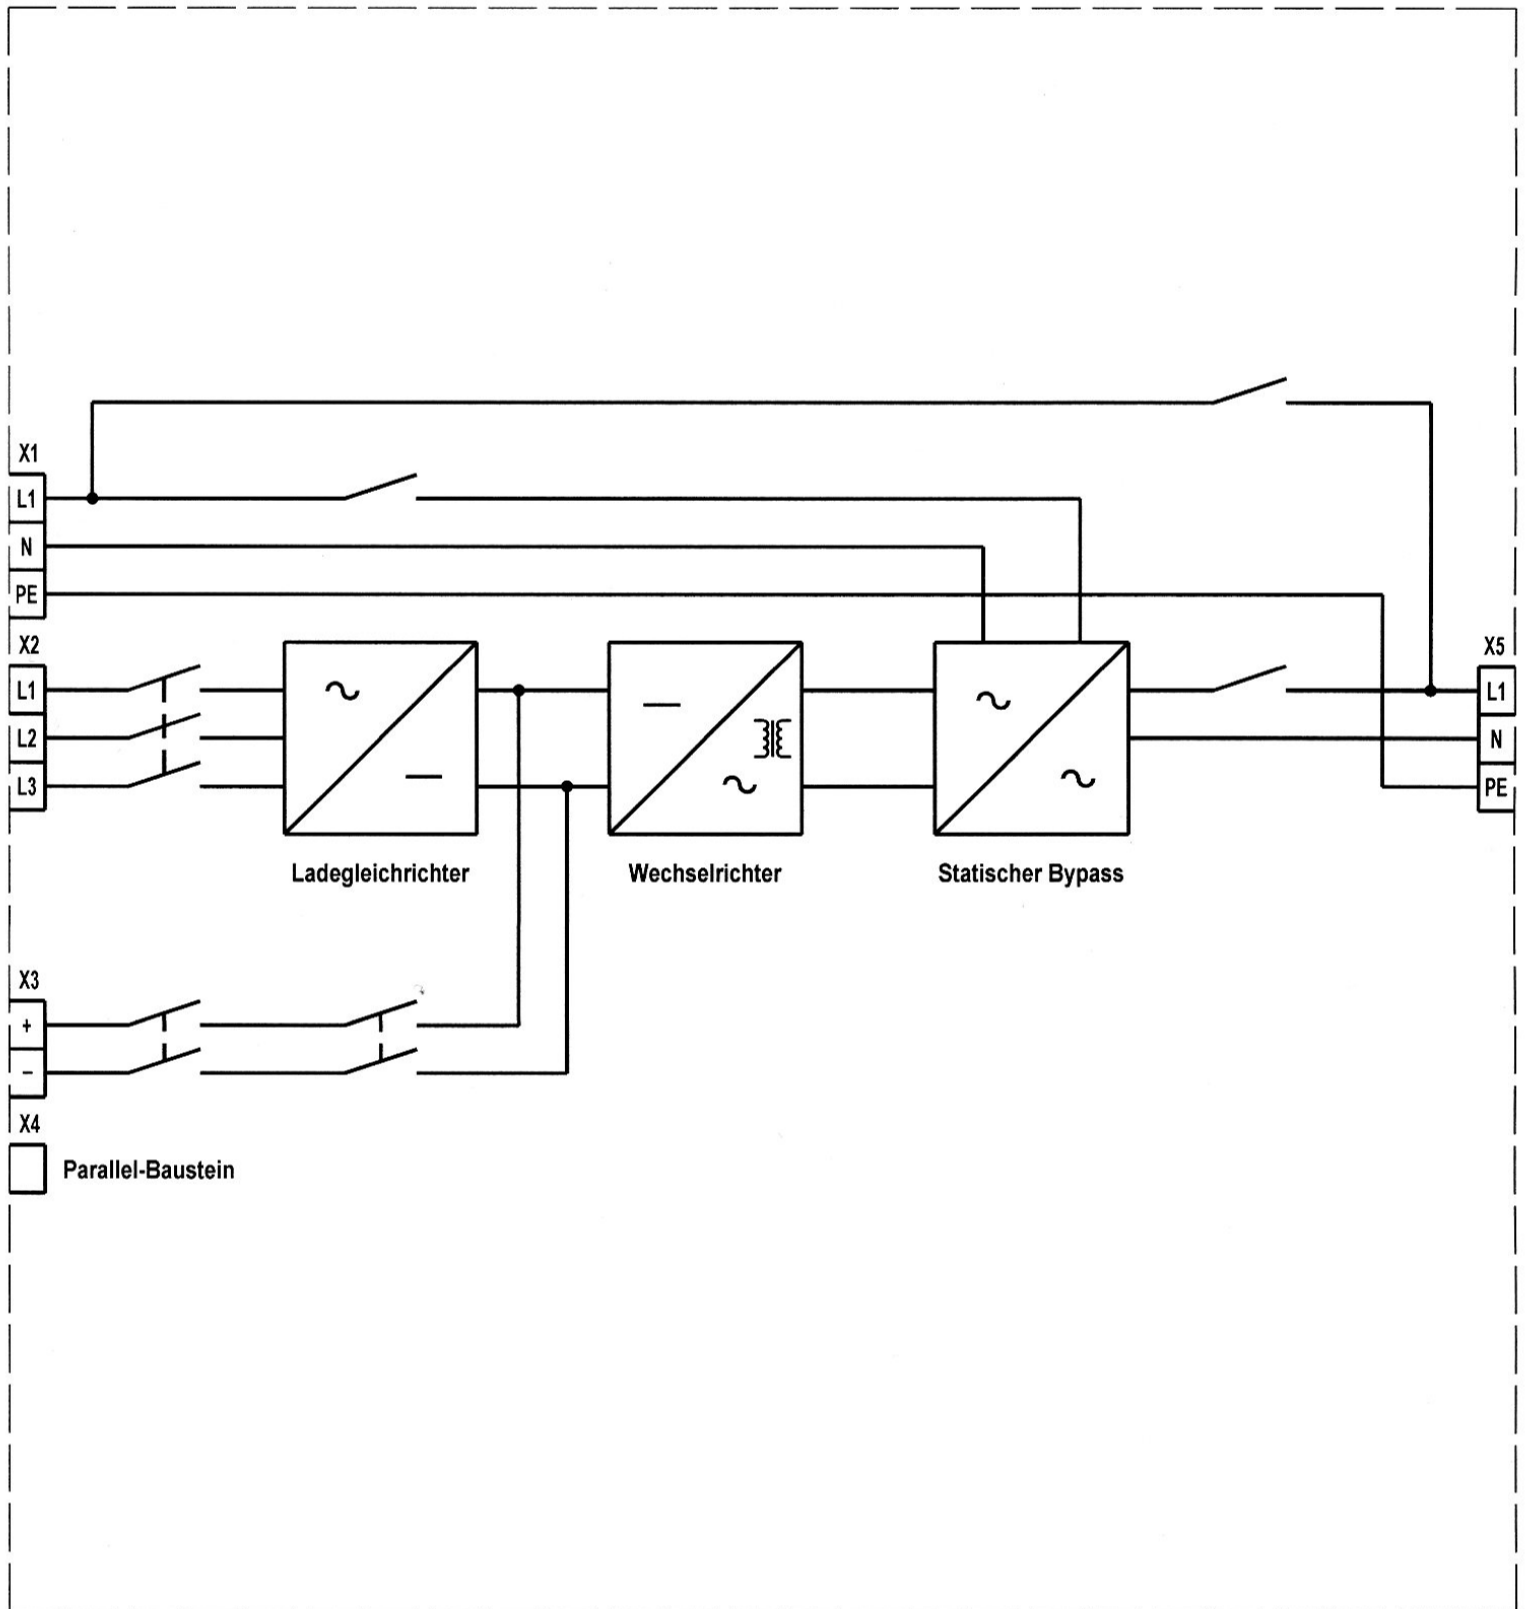 X1
L1
N
PE
X2
L1
L2
L3
X5
L1
N
PE
Ladegleichrichter
Wechselrichter
Statischer Bypass
X3
+
–
X4
Parallel-Baustein